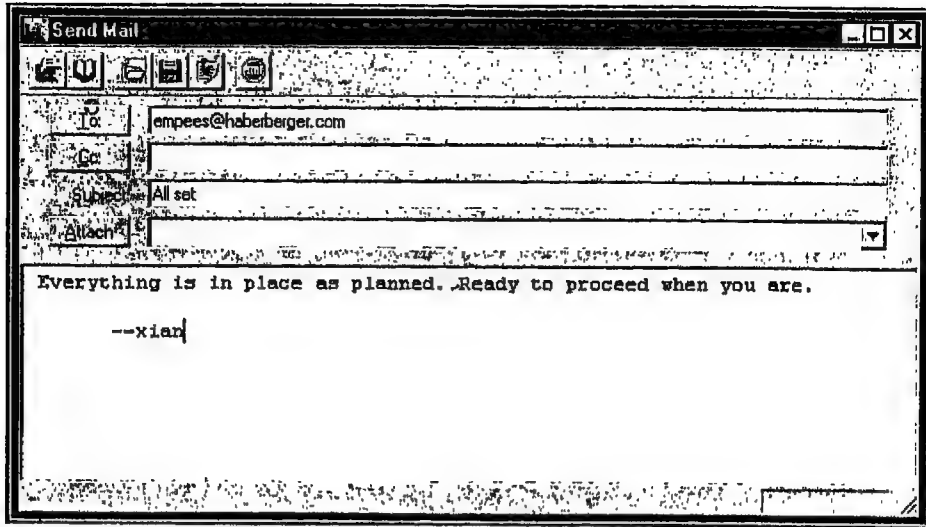 Send Mail
To: empees@haberberger.com
Cc:
Subject: All set
Attach
Everything is in place as planned. Ready to proceed when you are.
--xian